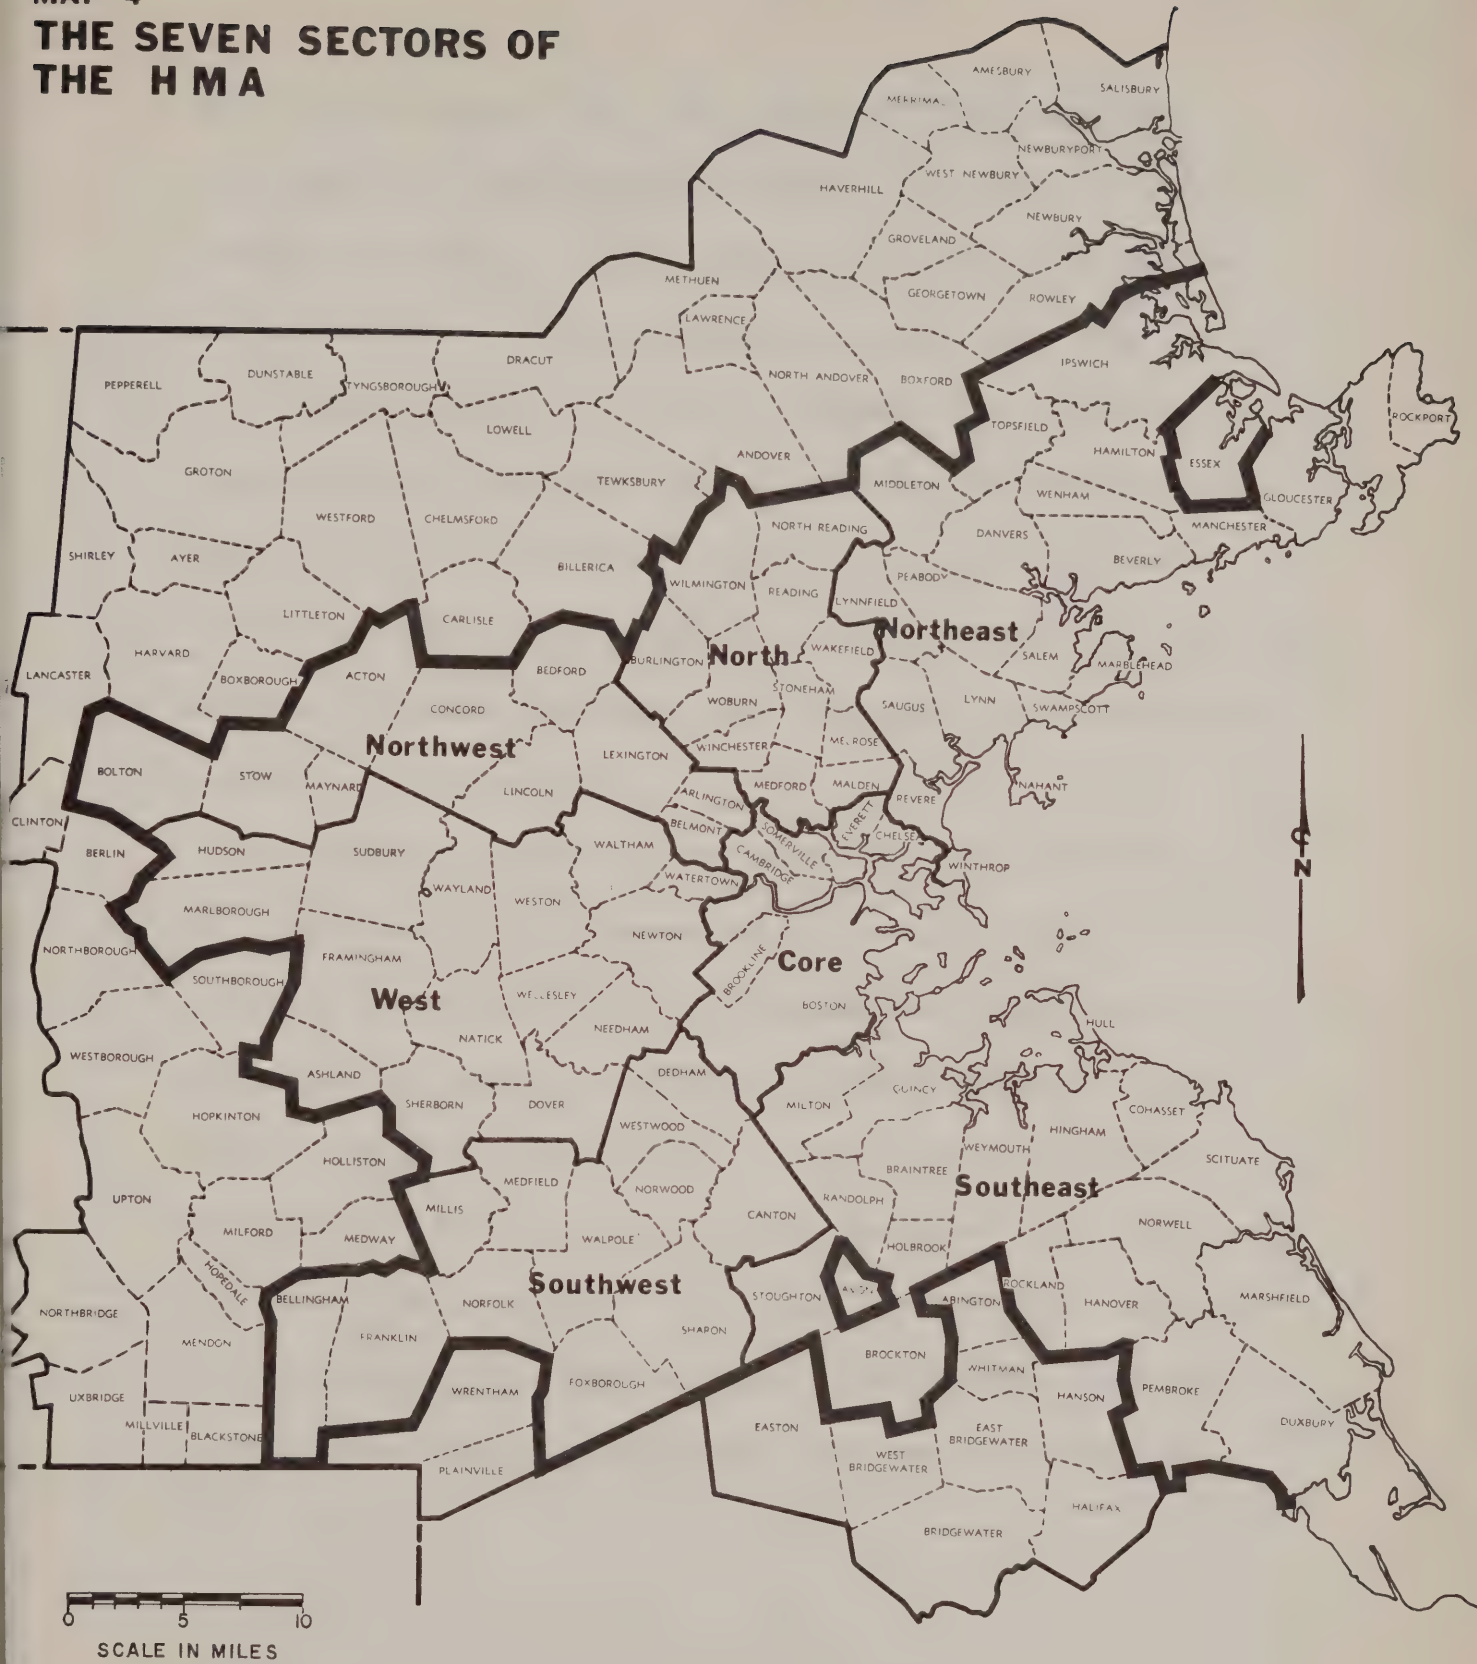 MAP 4
THE SEVEN SECTORS OF
THE HMA
AMESBURY
SALISBURY
MERRIMA
NEWBURYPORT
WEST NEWBURY
HAVERHILL
NEWBURY
GROVELAND
METHUEN
GEORGETOWN
ROWLEY
LAWRENCE
DRACUT
IPSWICH
DUNSTABLE
PEPPERELL
TYNGSBOROUGH
NORTH ANDOVER
BOXFORD
ROCKPORT
LOWELL
TOPSFIELD
HAMILTON
ANDOVER
ESSEX
GROTON
TEWKSBURY
MIDDLETON
WENHAM
GLOUCESTER
WESTFORD
CHELMSFORD
NORTH READING
MANCHESTER
DANVERS
SHIRLEY
AYER
BEVERLY
BILLERICA
PEABODY
WILMINGTON
READING
LYNNFIELD
LITTLETON
CARLISLE
Northeast
HARVARD
WAKEFIELD
North
SALEM
BURLINGTON
MARBLEHEAD
LANCASTER
BOXBOROUGH
ACTON
BEDFORD
STONEHAM
WOBURN
LYNN
SAUGUS
SWAMPSCOTT
CONCORD
Northwest
WINCHESTER
MELROSE
LEXINGTON
BOLTON
STOW
MAYNARD
LINCOLN
MEDFORD
MALDEN
NAHANT
ARLINGTON
REVERE
CLINTON
BELMONT
SOMERVILLE
EVERETT
CHELSEA
BERLIN
HUDSON
SUDBURY
WALTHAM
CAMBRIDGE
WINTHROP
N
WATERTOWN
WAYLAND
WESTON
MARLBOROUGH
NEWTON
NORTHBOROUGH
FRAMINGHAM
BROOKLINE
Core
SOUTHBOROUGH
West
WELLESLEY
BOSTON
NEEDHAM
HULL
NATICK
WESTBOROUGH
ASHLAND
DEDHAM
QUINCY
SHERBORN
DOVER
MILTON
COHASSET
HOPKINTON
WESTWOOD
HINGHAM
WEYMOUTH
HOLLISTON
SCITUATE
BRAINTREE
MEDFIELD
NORWOOD
Southeast
UPTON
RANDOLPH
MILLIS
CANTON
NORWELL
MILFORD
MEDWAY
WALPOLE
HOLBROOK
HOPEDALE
Southwest
ROCKLAND
AVON
BELLINGHAM
STOUGHTON
ABINGTON
MARSHFIELD
NORFOLK
HANOVER
NORTHBRIDGE
SHARON
FRANKLIN
MENDON
BROCKTON
WHITMAN
FOXBOROUGH
WRENTHAM
PEMBROKE
UXBRIDGE
HANSON
MILLVILLE
DUXBURY
EASTON
BLACKSTONE
EAST
BRIDGEWATER
WEST
BRIDGEWATER
PLAINVILLE
HALIFAX
BRIDGEWATER
0 5 10
SCALE IN MILES